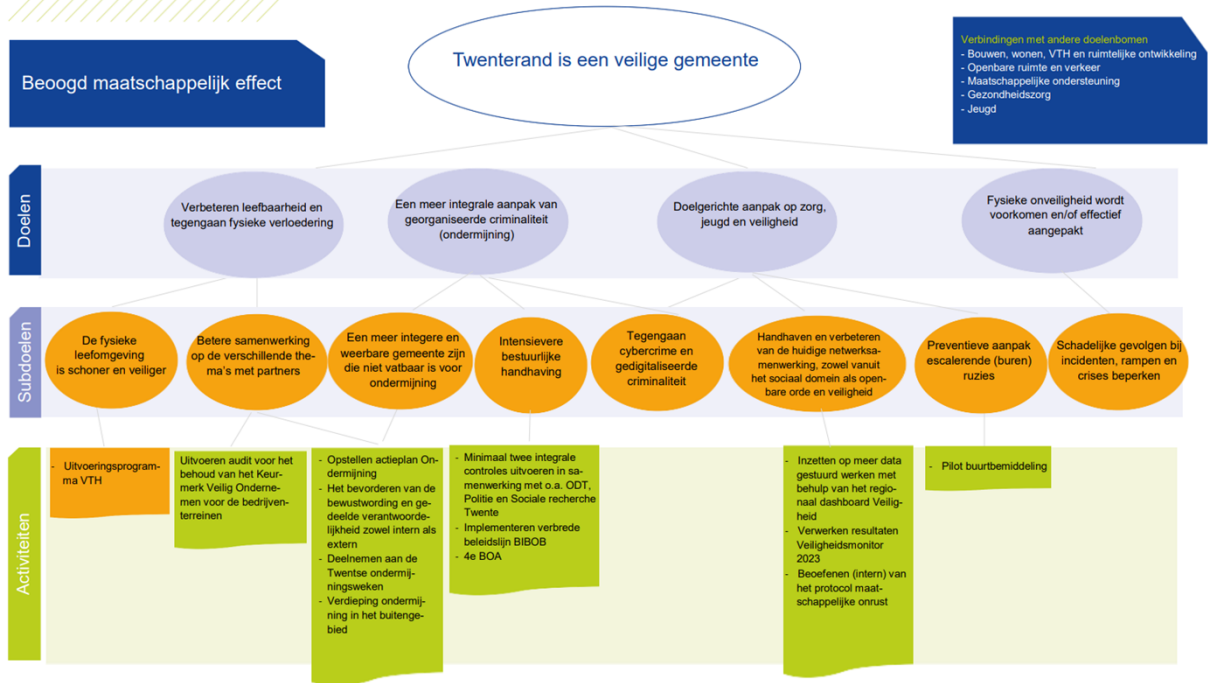 Beoogd maatschappelijk effect
Twenterand is een veilige gemeente
Verbindingen met andere doelenbomen
- Bouwen, wonen, VTH en ruimtelijke ontwikkeling
- Openbare ruimte en verkeer
- Maatschappelijke ondersteuning
- Gezondheidszorg
- Jeugd
Doelen
Verbeteren leefbaarheid en
tegengaan fysieke verloedering
Een meer integrale aanpak van
georganiseerde criminaliteit
(ondermijning)
Doelgerichte aanpak op zorg,
jeugd en veiligheid
Fysieke onveiligheid wordt
voorkomen en/of effectief
aangepakt
Subdoelen
De fysieke
leefomgeving
is schoner en veiliger
Betere samenwerking
op de verschillende the-
ma's met partners
Een meer integere en
weerbare gemeente zijn
die niet vatbaar is voor
ondermijning
Intensievere
bestuurlijke
handhaving
Tegengaan
cybercrime en
gedigitaliseerde
criminaliteit
Handhaven en verbeteren
van de huidige netwerksa-
menwerking, zowel vanuit
het sociaal domein als open-
bare orde en veiligheid
Preventieve aanpak
escalerende (buren)
ruzies
Schadelijke gevolgen bij
incidenten, rampen en
crises beperken
Activiteiten
- Uitvoeringsprogram-
ma VTH
Uitvoeren audit voor het
behoud van het Keur-
merk Veilig Onderne-
men voor de bedrijven-
terreinen
- Opstellen actieplan On-
dermijning
- Het bevorderen van de
bewustwording en ge-
deelde verantwoorde-
lijkheid zowel intern als
extern
- Deelnemen aan de
Twentse ondermij-
ningsweken
- Verdieping ondermij-
ning in het buitenge-
bied
- Minimaal twee integrale
controles uitvoeren in sa-
menwerking met o.a. ODT,
Politie en Sociale recherche
Twente
- Implementeren verbrede
beleidslijn BIBOB
- 4e BOA
- Inzetten op meer data
gestuurd werken met
behulp van het regio-
naal dashboard Veilig-
heid
- Verwerken resultaten
Veiligheidsmonitor
2023
- Beoefenen (intern) van
het protocol maat-
schappelijke onrust
- Pilot buurtbemiddeling